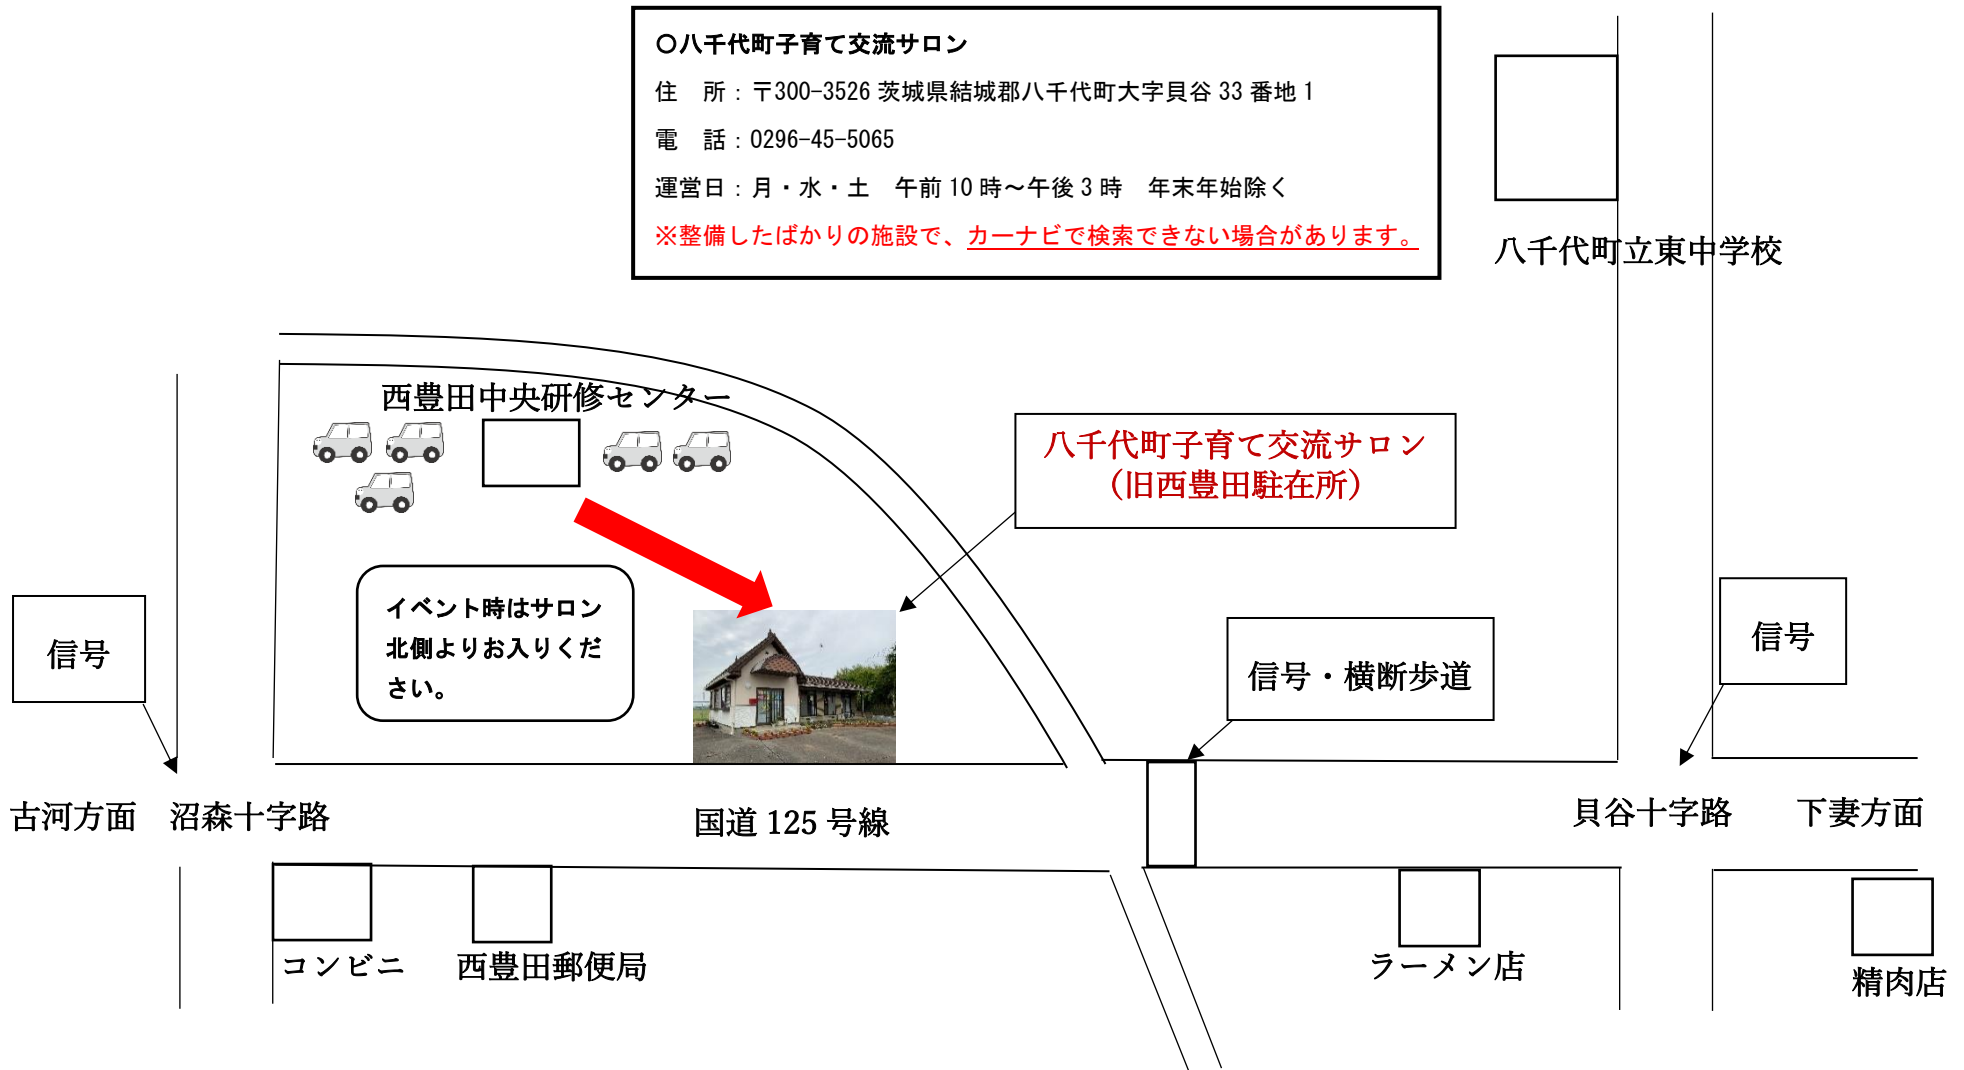 〇八千代町子育て交流サロン
住　所：〒300-3526 茨城県結城郡八千代町大字貝谷 33 番地 1
電　話：0296-45-5065
運営日：月・水・土　午前 10 時～午後 3 時　年末年始除く
※整備したばかりの施設で、カーナビで検索できない場合があります。
八千代町立東中学校
西豊田中央研修センター
八千代町子育て交流サロン
（旧西豊田駐在所）
イベント時はサロン
北側よりお入りくだ
さい。
信号
信号・横断歩道
信号
古河方面
沼森十字路
国道 125 号線
貝谷十字路
下妻方面
コンビニ
西豊田郵便局
ラーメン店
精肉店